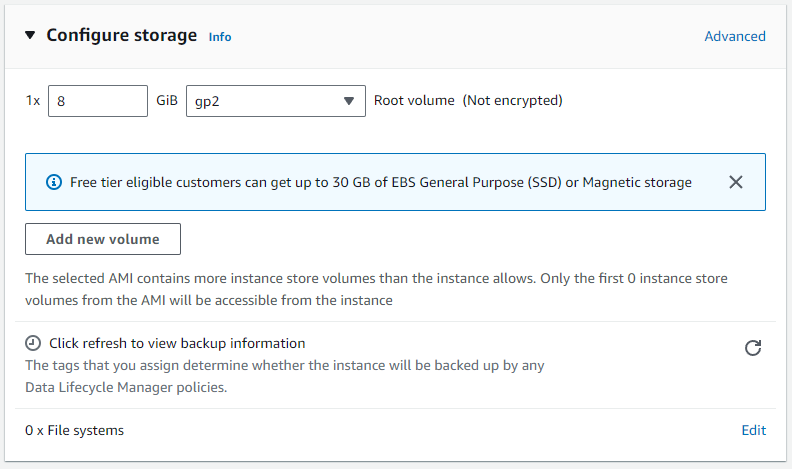 Configure storage Info Advanced
1x 8 GiB gp2 Root volume (Not encrypted)
Free tier eligible customers can get up to 30 GB of EBS General Purpose (SSD) or Magnetic storage
Add new volume
The selected AMI contains more instance store volumes than the instance allows. Only the first 0 instance store
volumes from the AMI will be accessible from the instance
Click refresh to view backup information
The tags that you assign determine whether the instance will be backed up by any
Data Lifecycle Manager policies.
0 x File systems Edit